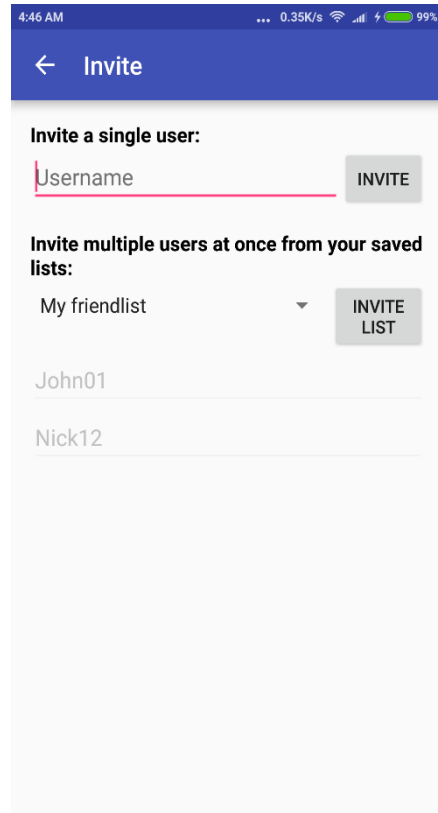 4:46 AM ... 0.35K/s 99%
Invite
Invite a single user:
Username INVITE
Invite multiple users at once from your saved
lists:
My friendlist INVITE
LIST
John01
Nick12